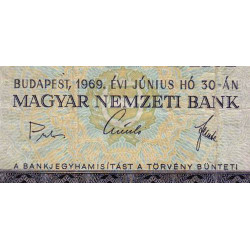 BUDAPEST, 1969. ÉVI JÚNIUS HÓ 30-ÁN
MAGYAR NEMZETI BANK
A BANKJEGYHAMISÍTÁST A TÖRVÉNY BÜNTETI